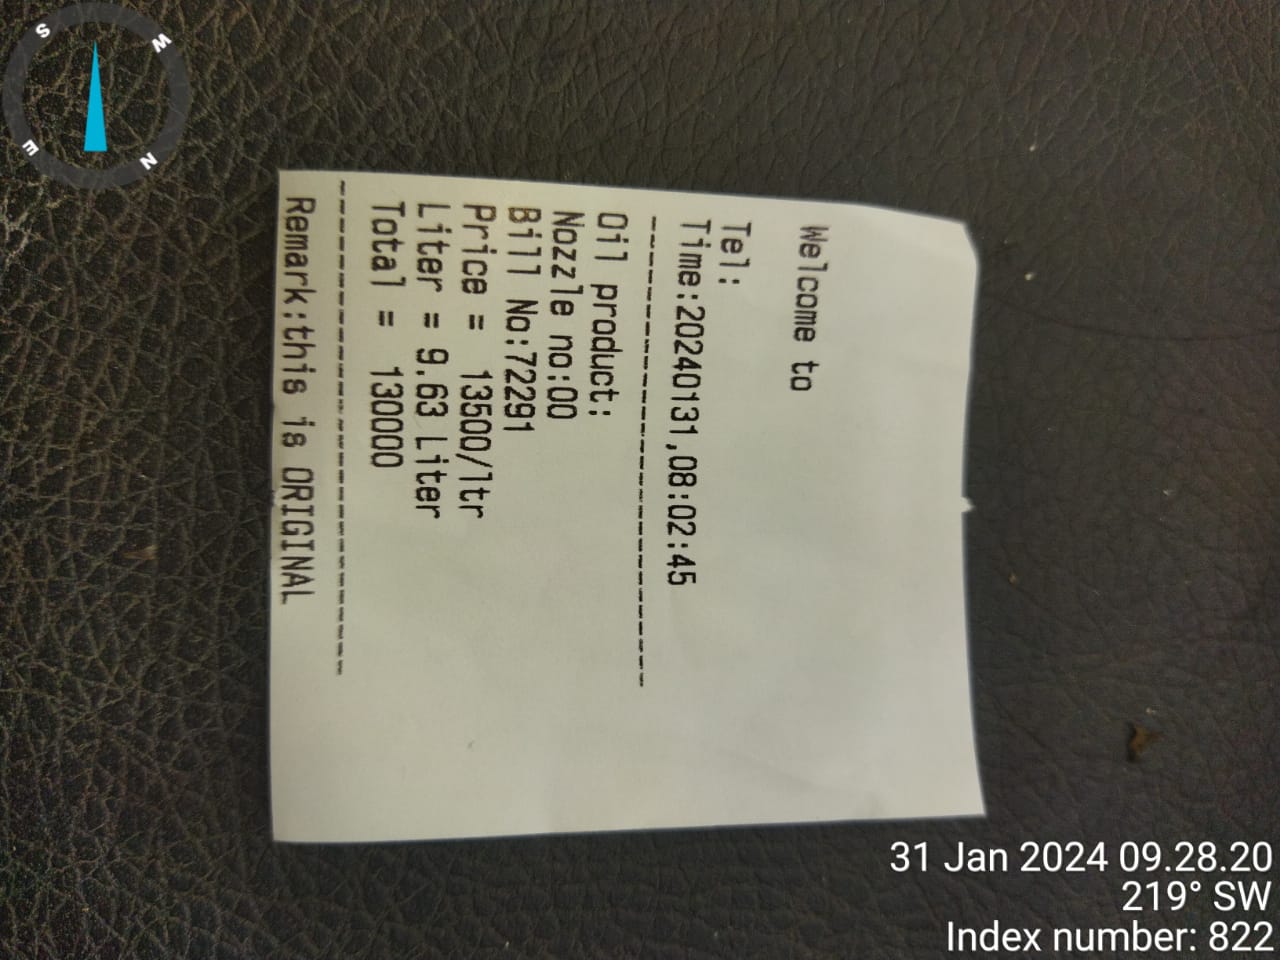 Welcome to
Tel:
Time:20240131,08:02:45
--------------------------------
Oil product:
Nozzle no:00
Bill No:72291
Price = 13500/ltr
Liter = 9.63 Liter
Total = 130000
--------------------------------
Remark:this is ORIGINAL
S
W
E
N
31 Jan 2024 09.28.20
219° SW
Index number: 822